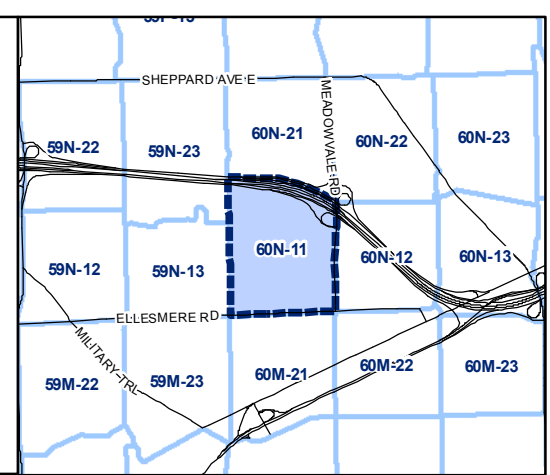 SHEPPARD AVE E
MEADOWVALE RD
60N-21
60N-22
60N-23
59N-22
59N-23
60N-11
60N-12
60N-13
59N-12
59N-13
ELLESMERE RD
MILITARY TRL
60M-21
60M-22
60M-23
59M-22
59M-23